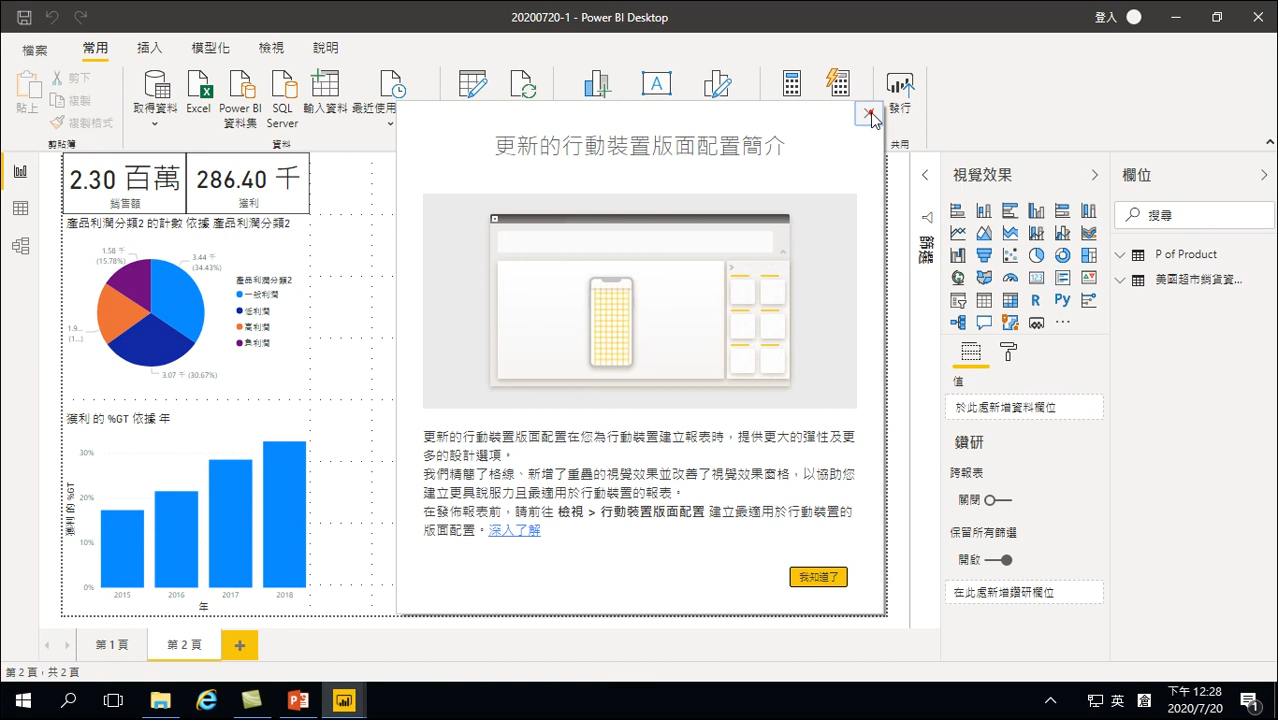 20200720-1 - Power BI Desktop
登入
檔案 常用 插入 模型化 檢視 說明
貼上
剪下
複製
複製格式
剪貼簿
取得資料
Excel
Power BI
資料集
SQL
Server
輸入資料
最近使用
資料
發行
共用
2.30 百萬
銷售額
286.40 千
獲利
產品利潤分類2 的計數 依據 產品利潤分類2
1.58 千
(15.78%)
3.44 千
(34.43%)
1.9...
(1...
3.07 千 (30.67%)
產品利潤分類2
一般利潤
低利潤
高利潤
負利潤
獲利 的 %GT 依據 年
獲利 的 %GT
30%
20%
10%
0%
2015 2016 2017 2018
年
更新的行動裝置版面配置簡介
更新的行動裝置版面配置在您為行動裝置建立報表時，提供更大的彈性及更
多的設計選項。
我們精簡了格線、新增了重疊的視覺效果並改善了視覺效果窗格，以協助您
建立更具說服力且最適用於行動裝置的報表。
在發佈報表前，請前往 檢視 > 行動裝置版面配置 建立最適用於行動裝置的
版面配置。深入了解
我知道了
篩選
視覺效果
R Py
值
於此處新增資料欄位
鑽研
跨報表
關閉
保留所有篩選
開啟
在此處新增鑽研欄位
欄位
搜尋
P of Product
美國超市銷貨資...
第 1 頁 第 2 頁
第 2 頁，共 2 頁
英
下午 12:28
2020/7/20
1